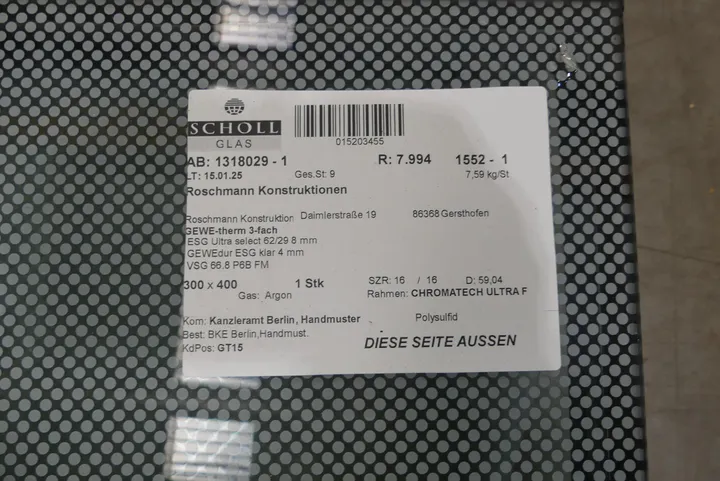 SCHOLL
GLAS
015203455
AB: 1318029 - 1 R: 7.994 1552 - 1
LT: 15.01.25 Ges.St: 9 7,59 kg/St
Roschmann Konstruktionen
Roschmann Konstruktion Daimlerstraße 19 86368 Gersthofen
GEWE-therm 3-fach
ESG Ultra select 62/29 8 mm
GEWEdur ESG klar 4 mm
VSG 66.8 P6B FM
300 x 400 1 Stk SZR: 16 / 16 D: 59,04
Gas: Argon Rahmen: CHROMATECH ULTRA F
Kom: Kanzleramt Berlin, Handmuster Polysulfid
Best: BKE Berlin,Handmust.
KdPos: GT15 DIESE SEITE AUSSEN